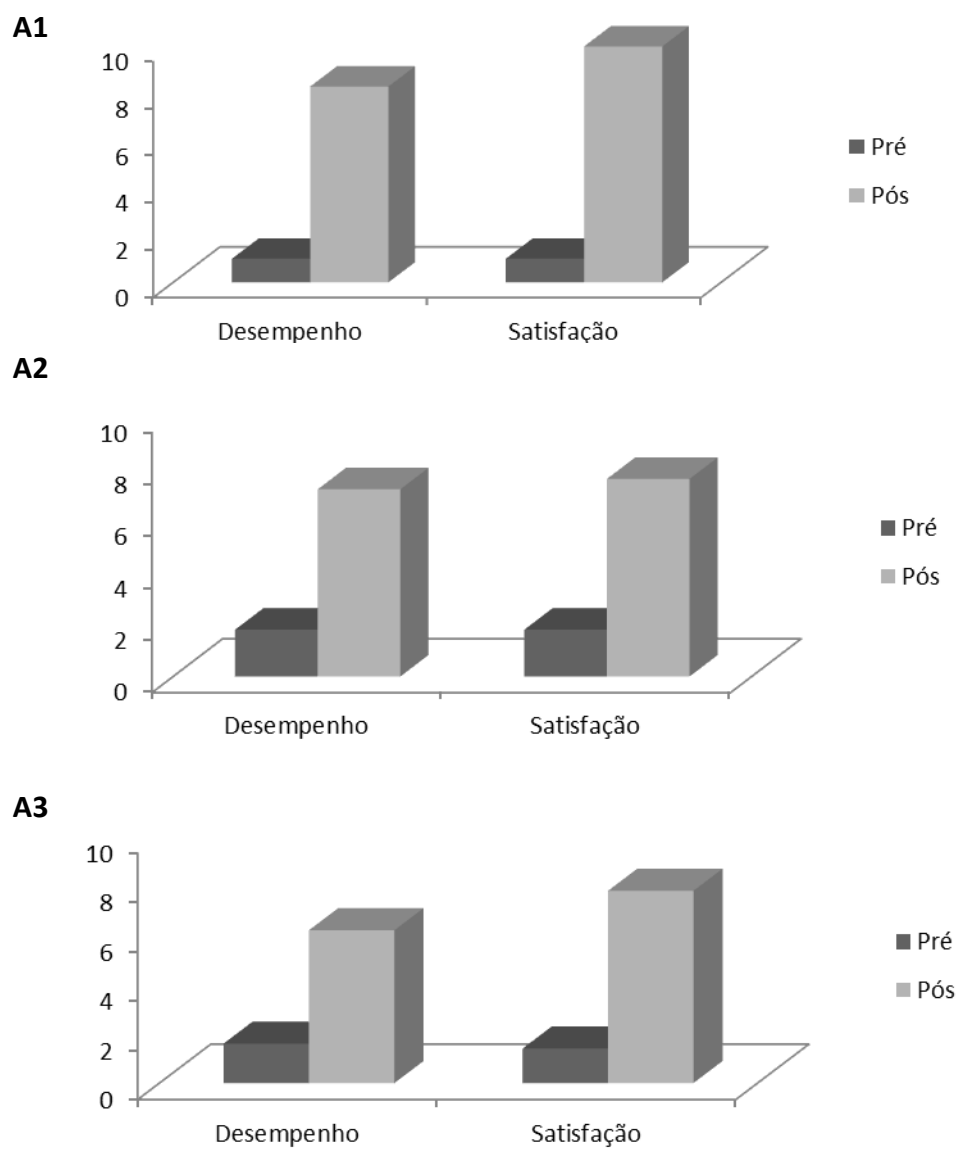 A1
10
8
6
4
2
0
Pré
Pós
Desempenho Satisfação
A2
10
8
6
4
2
0
Pré
Pós
Desempenho Satisfação
A3
10
8
6
4
2
0
Pré
Pós
Desempenho Satisfação